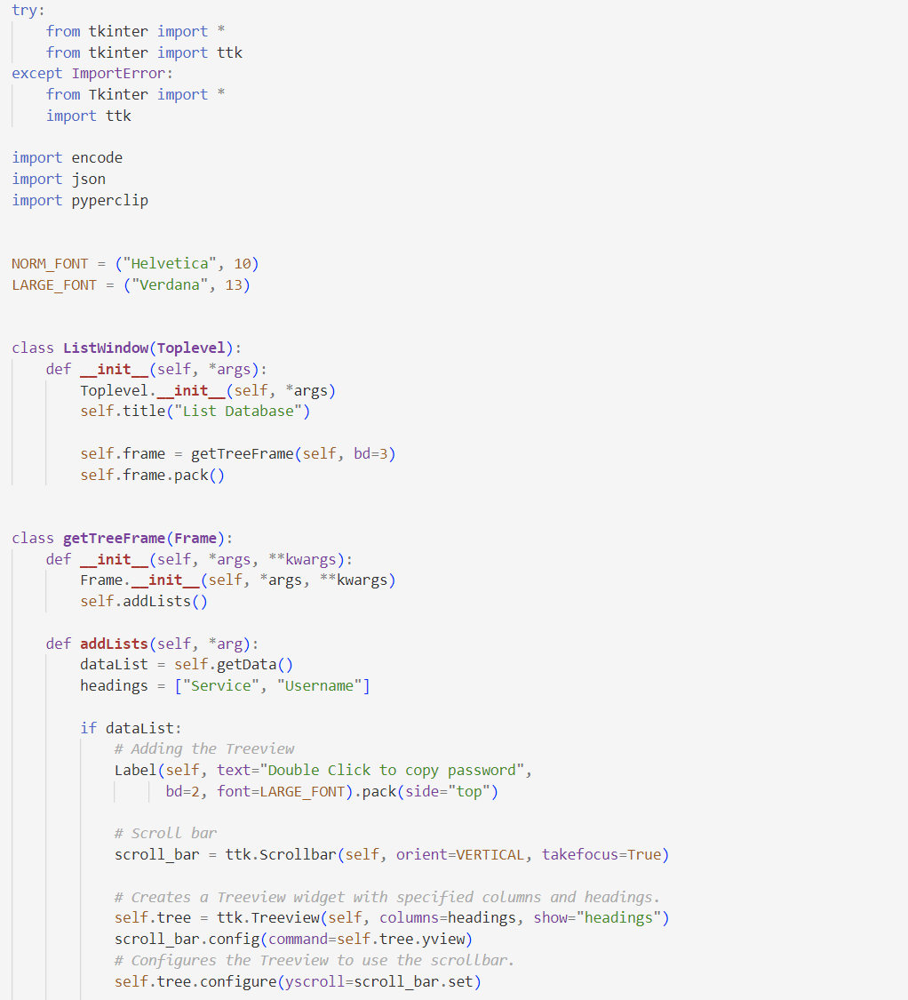 try:
    from tkinter import *
    from tkinter import ttk
except ImportError:
    from Tkinter import *
    import ttk

import encode
import json
import pyperclip


NORM_FONT = ("Helvetica", 10)
LARGE_FONT = ("Verdana", 13)


class ListWindow(Toplevel):
    def __init__(self, *args):
        Toplevel.__init__(self, *args)
        self.title("List Database")

        self.frame = getTreeFrame(self, bd=3)
        self.frame.pack()


class getTreeFrame(Frame):
    def __init__(self, *args, **kwargs):
        Frame.__init__(self, *args, **kwargs)
        self.addLists()

    def addLists(self, *arg):
        dataList = self.getData()
        headings = ["Service", "Username"]

        if dataList:
            # Adding the Treeview
            Label(self, text="Double Click to copy password",
                  bd=2, font=LARGE_FONT).pack(side="top")

            # Scroll bar
            scroll_bar = ttk.Scrollbar(self, orient=VERTICAL, takefocus=True)

            # Creates a Treeview widget with specified columns and headings.
            self.tree = ttk.Treeview(self, columns=headings, show="headings")
            scroll_bar.config(command=self.tree.yview)
            # Configures the Treeview to use the scrollbar.
            self.tree.configure(yscroll=scroll_bar.set)